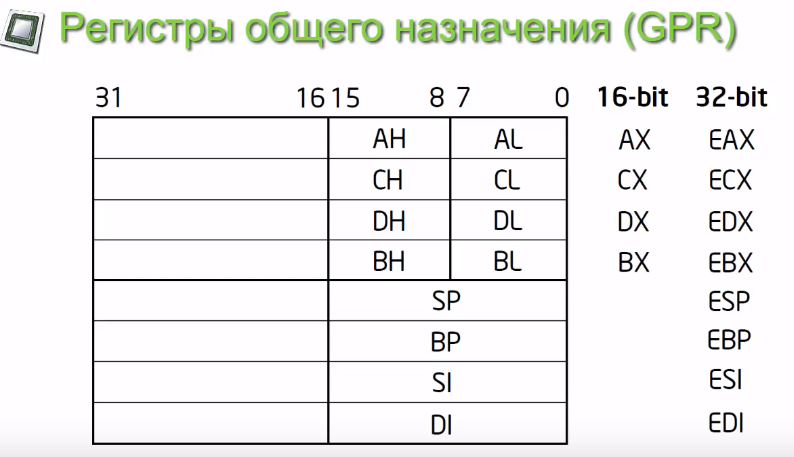 Регистры общего назначения (GPR)
31 16 15 8 7 0 16-bit 32-bit
AH AL AX EAX
CH CL CX ECX
DH DL DX EDX
BH BL BX EBX
SP ESP
BP EBP
SI ESI
DI EDI